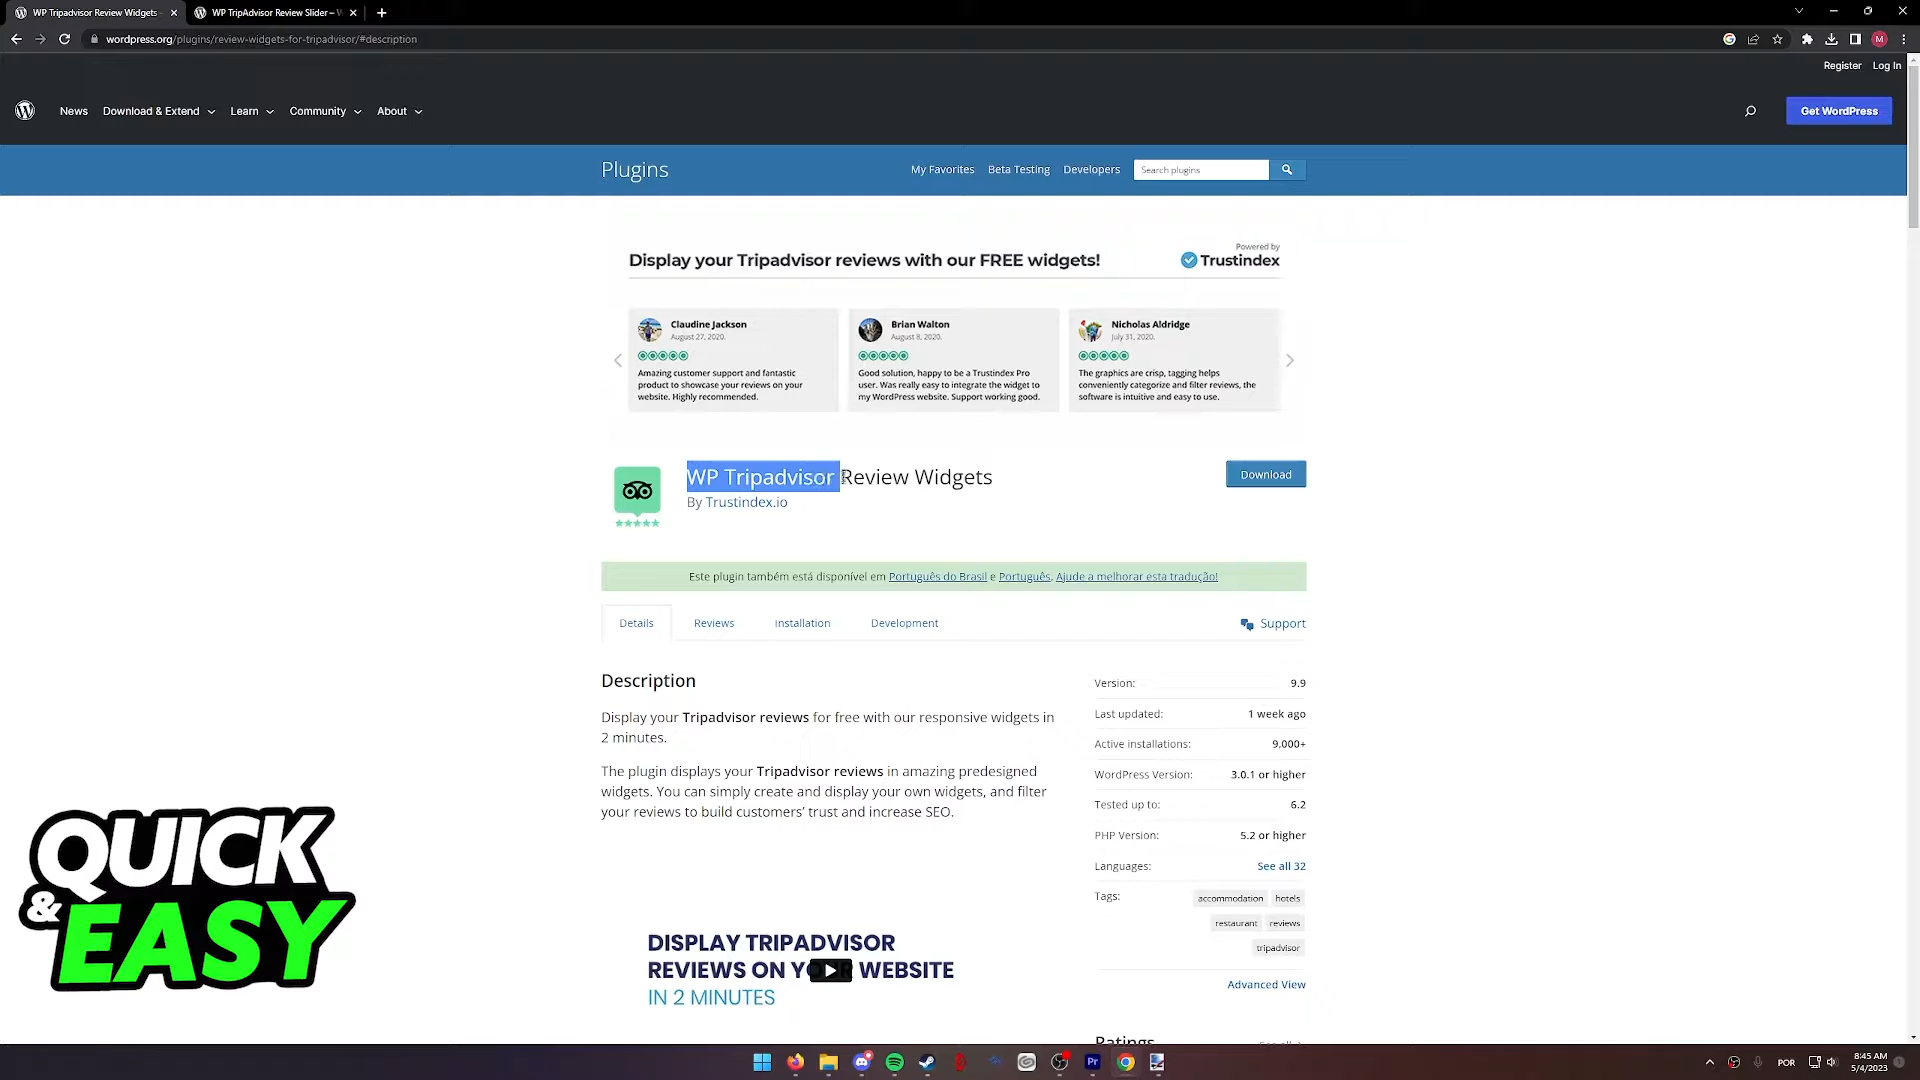 WP Tripadvisor Review Widgets
WP TripAdvisor Review Slider – W
wordpress.org/plugins/review-widgets-for-tripadvisor/#description
M
Register Log In
News Download & Extend Learn Community About
Get WordPress
Plugins
My Favorites Beta Testing Developers
Search plugins
Powered by
Display your Tripadvisor reviews with our FREE widgets!
Trustindex
Claudine Jackson
August 27, 2020.
Amazing customer support and fantastic
product to showcase your reviews on your
website. Highly recommended.
Brian Walton
August 8, 2020.
Good solution, happy to be a Trustindex Pro
user. Was really easy to integrate the widget to
my WordPress website. Support working good.
Nicholas Aldridge
July 31, 2020.
The graphics are crisp, tagging helps
conveniently categorize and filter reviews, the
software is intuitive and easy to use.
WP Tripadvisor Review Widgets
By Trustindex.io
Download
Este plugin também está disponível em Português do Brasil e Português. Ajude a melhorar esta tradução!
Details Reviews Installation Development
Support
Description
Display your Tripadvisor reviews for free with our responsive widgets in
2 minutes.
The plugin displays your Tripadvisor reviews in amazing predesigned
widgets. You can simply create and display your own widgets, and filter
your reviews to build customers’ trust and increase SEO.
DISPLAY TRIPADVISOR
REVIEWS ON YOUR WEBSITE
IN 2 MINUTES
Version: 9.9
Last updated: 1 week ago
Active installations: 9.000+
WordPress Version: 3.0.1 or higher
Tested up to: 6.2
PHP Version: 5.2 or higher
Languages: See all 32
Tags: accommodation hotels
restaurant reviews
tripadvisor
Advanced View
Ratings
See all
QUICK
& EASY
Pr
POR
8:45 AM
5/4/2023
1